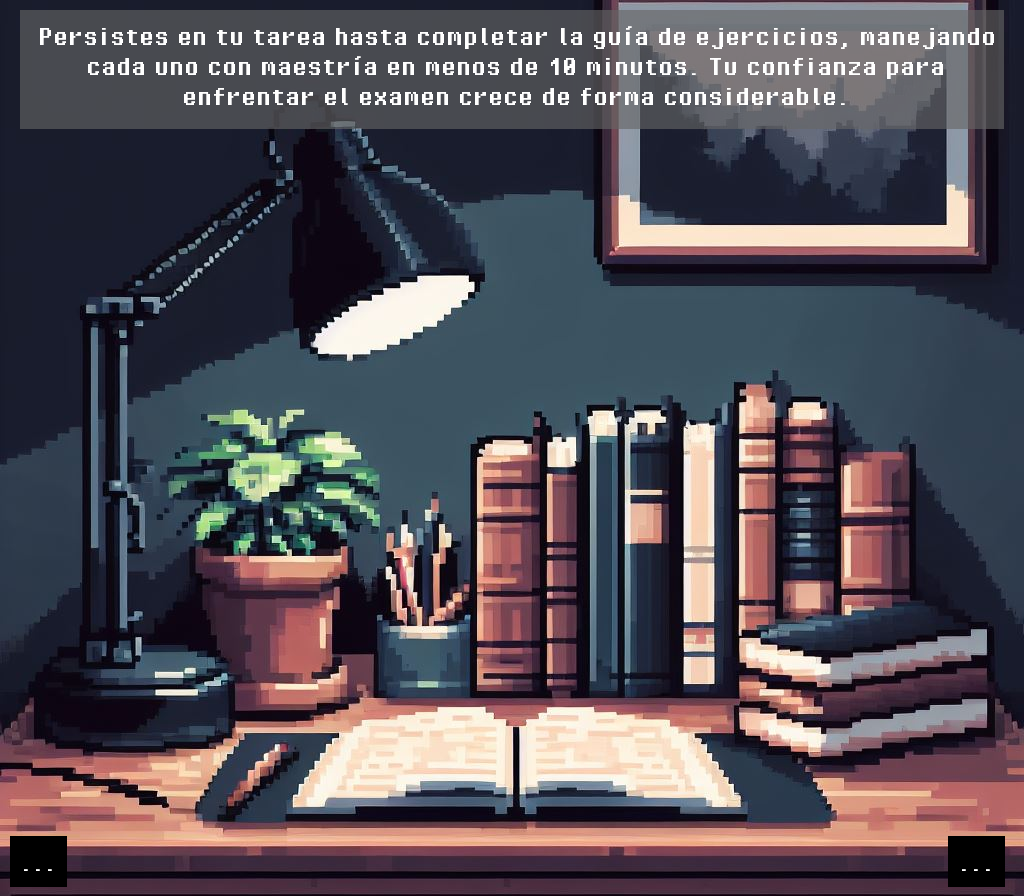 Persistes en tu tarea hasta completar la guía de ejercicios, manejando
cada uno con maestría en menos de 10 minutos. Tu confianza para
enfrentar el examen crece de forma considerable.
... ...